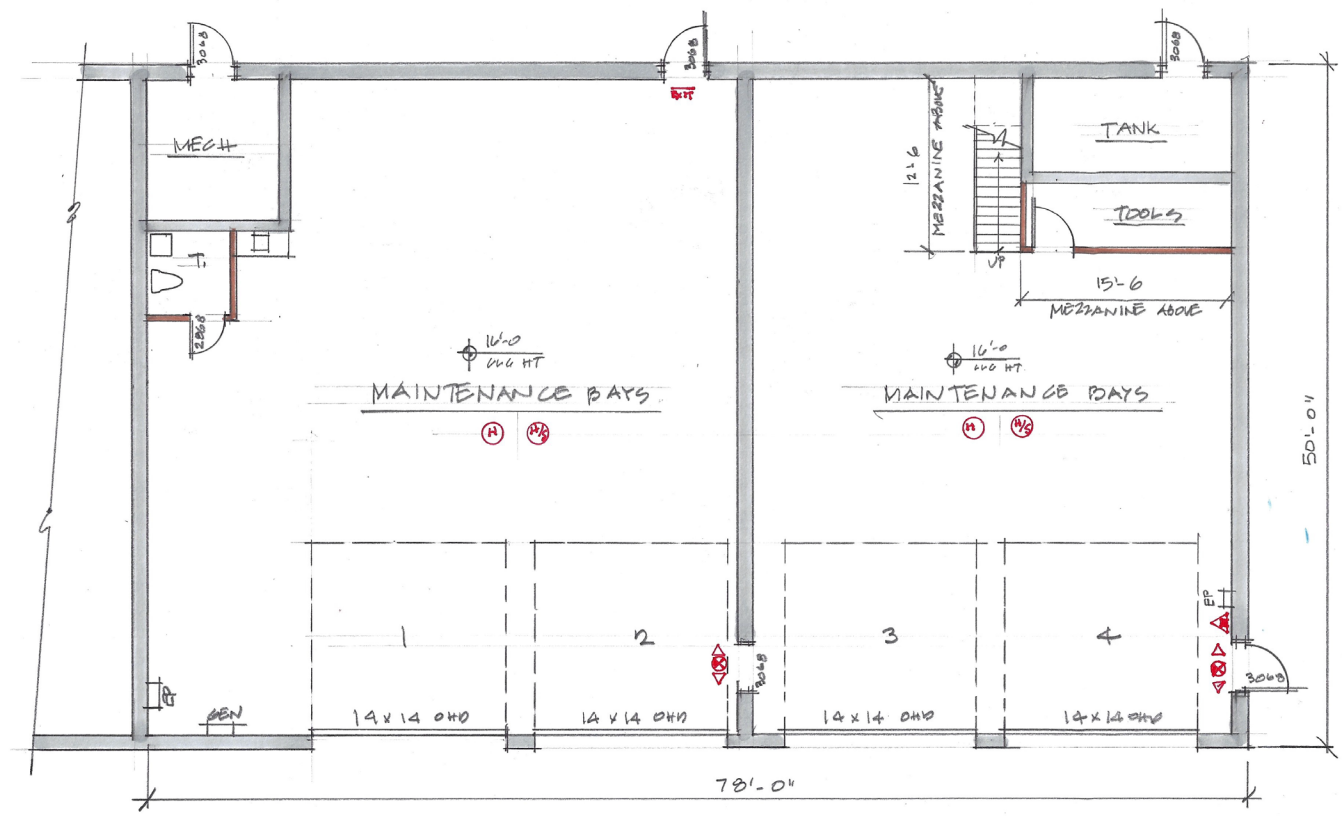 3068
3068
3068
EXIT
MECH
TANK
TOOLS
12'-6
MEZZANINE ABOVE
UP
15'-6
MEZZANINE ABOVE
T.
2868
16'-0
CLG HT
MAINTENANCE BAYS
H
H/S
16'-0
CLG HT
MAINTENANCE BAYS
H
H/S
50'-0"
1
2
3
4
EP
3068
3068
EP
GEN
14 x 14 OHD
14 x 14 OHD
14 x 14 OHD
14 x 14 OHD
78'-0"